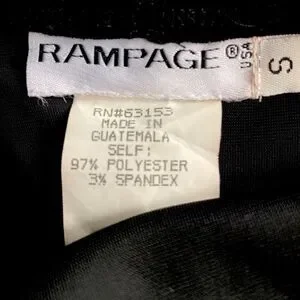 RAMPAGE®
USA
S
RN#63153
MADE IN
GUATEMALA
SELF:
97% POLYESTER
3% SPANDEX